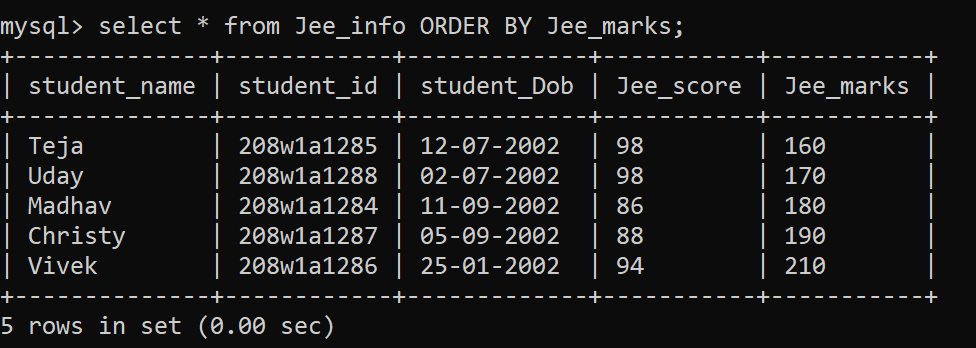 mysql> select * from Jee_info ORDER BY Jee_marks;
+--------------+------------+-------------+-----------+-----------+
| student_name | student_id | student_Dob | Jee_score | Jee_marks |
+--------------+------------+-------------+-----------+-----------+
| Teja         | 208w1a1285 | 12-07-2002  | 98        | 160       |
| Uday         | 208w1a1288 | 02-07-2002  | 98        | 170       |
| Madhav       | 208w1a1284 | 11-09-2002  | 86        | 180       |
| Christy      | 208w1a1287 | 05-09-2002  | 88        | 190       |
| Vivek        | 208w1a1286 | 25-01-2002  | 94        | 210       |
+--------------+------------+-------------+-----------+-----------+
5 rows in set (0.00 sec)